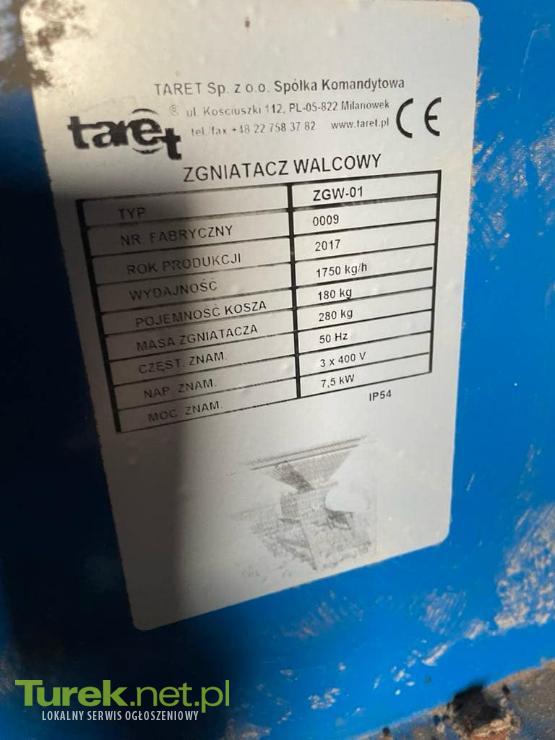 TARET Sp. z o.o. Spólka Komandytowa
® ul. Kosciuszki 112, PL-05-822 Milanówek
taret tel./fax +48 22 758 37 82 www.taret.pl CE
ZGNIATACZ WALCOWY
TYP ZGW-01
NR. FABRYCZNY 0009
ROK PRODUKCJI 2017
WYDAJNOŚĆ 1750 kg/h
POJEMNOŚĆ KOSZA 180 kg
MASA ZGNIATACZA 280 kg
CZĘST. ZNAM. 50 Hz
NAP. ZNAM. 3 x 400 V
MOC. ZNAM. 7,5 kW
IP54
Turek.net.pl
LOKALNY SERWIS OGŁOSZENIOWY